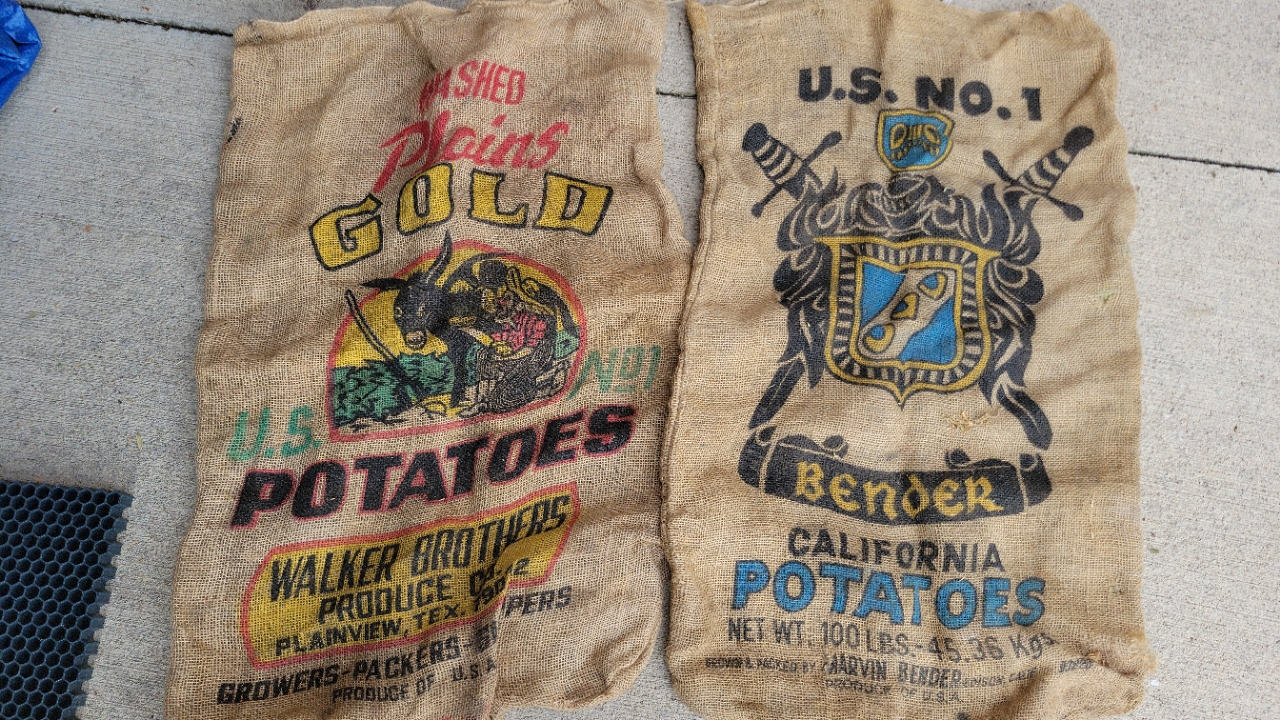 WASHED
Plains
GOLD
U.S. No1
POTATOES
WALKER BROTHERS
PRODUCE
PLAINVIEW, TEX.
GROWERS-PACKERS-
PRODUCE OF U.S.A.
U.S. NO. 1
BENDER
CALIFORNIA
POTATOES
NET WT. 100 LBS.-45.36 Kgs
GROWN & PACKED BY MARVIN BENDER
PRODUCE OF U.S.